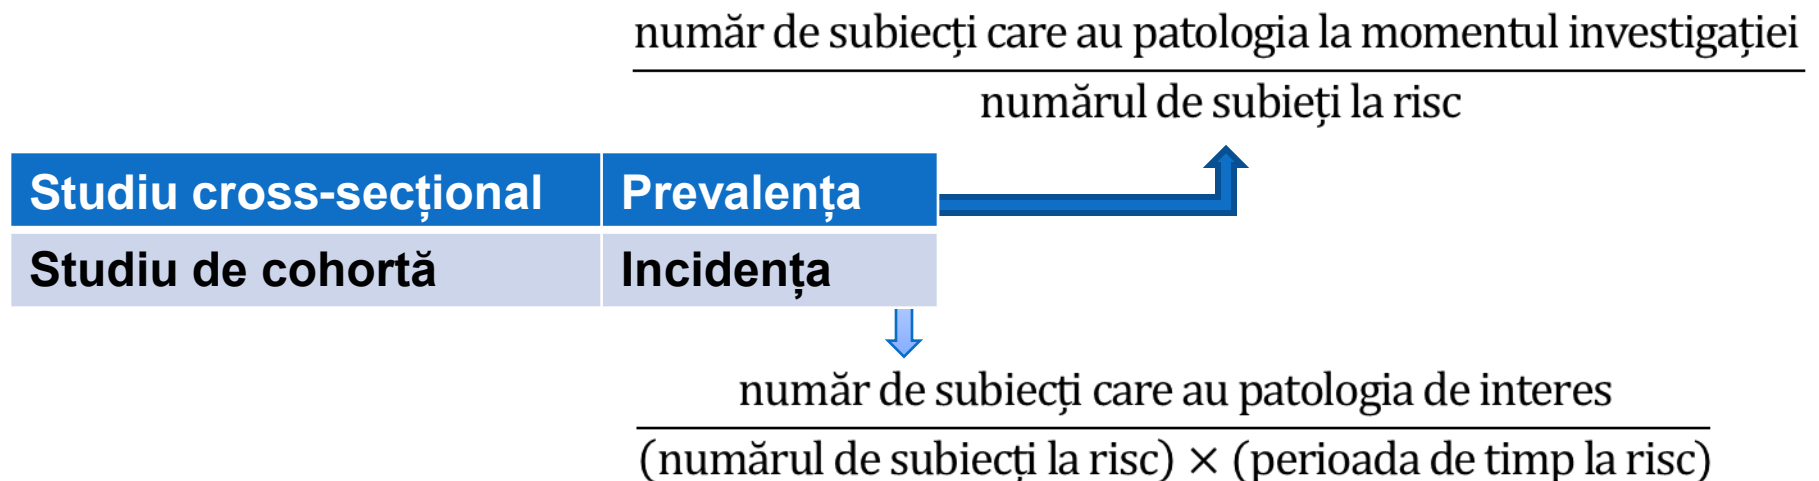 număr de subiecți care au patologia la momentul investigației
numărul de subieți la risc
Studiu cross-secțional Prevalența
Studiu de cohortă Incidența
număr de subiecți care au patologia de interes
(numărul de subiecți la risc) × (perioada de timp la risc)